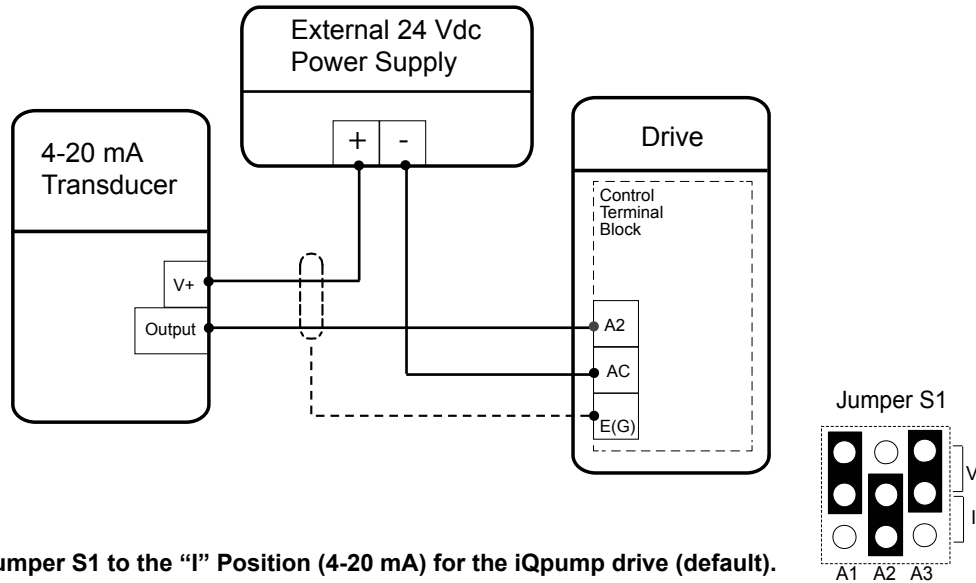 External 24 Vdc
Power Supply
+ -
4-20 mA
Transducer
V+
Output
Drive
Control
Terminal
Block
A2
AC
E(G)
Jumper S1
V
I
A1 A2 A3
umper S1 to the “I” Position (4-20 mA) for the iQpump drive (default).